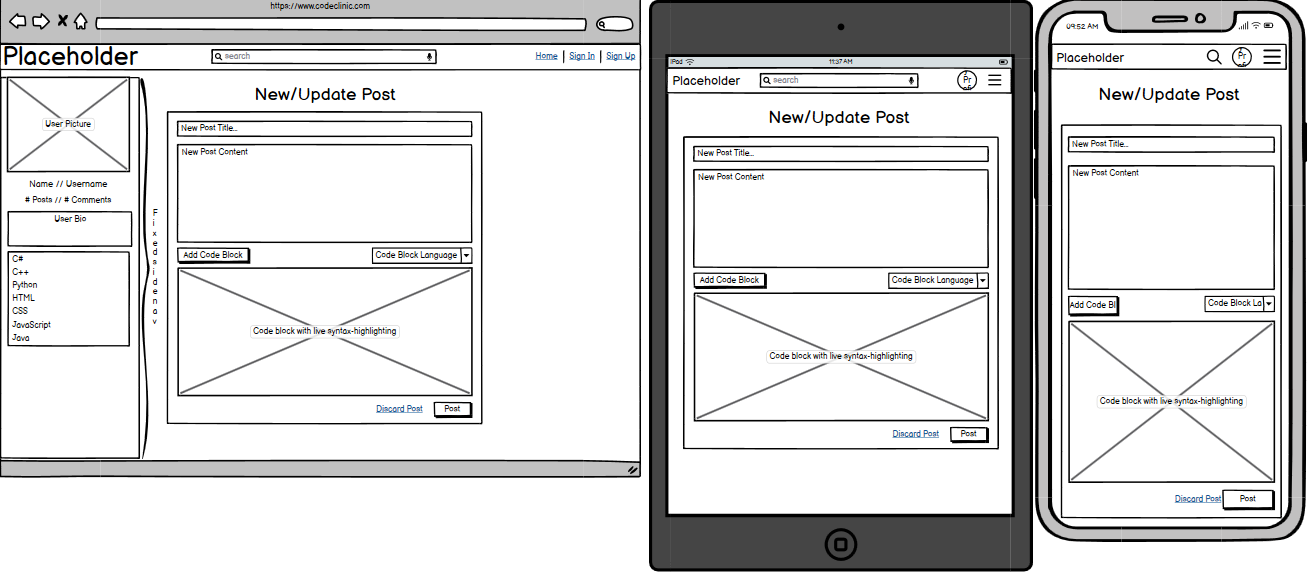 https://www.codeclinic.com
Placeholder
search
Home | Sign In | Sign Up
User Picture
Name // Username
# Posts // # Comments
User Bio
C#
C++
Python
HTML
CSS
JavaScript
Java
Fixed sidenav
New/Update Post
New Post Title...
New Post Content
Add Code Block
Code Block Language
Code block with live syntax-highlighting
Discard Post
Post
iPad
11:37 AM
Placeholder
search
Pr
New/Update Post
New Post Title...
New Post Content
Add Code Block
Code Block Language
Code block with live syntax-highlighting
Discard Post
Post
09:52 AM
Placeholder
Pr
New/Update Post
New Post Title...
New Post Content
Add Code Bl
Code Block La
Code block with live syntax-highlighting
Discard Post
Post